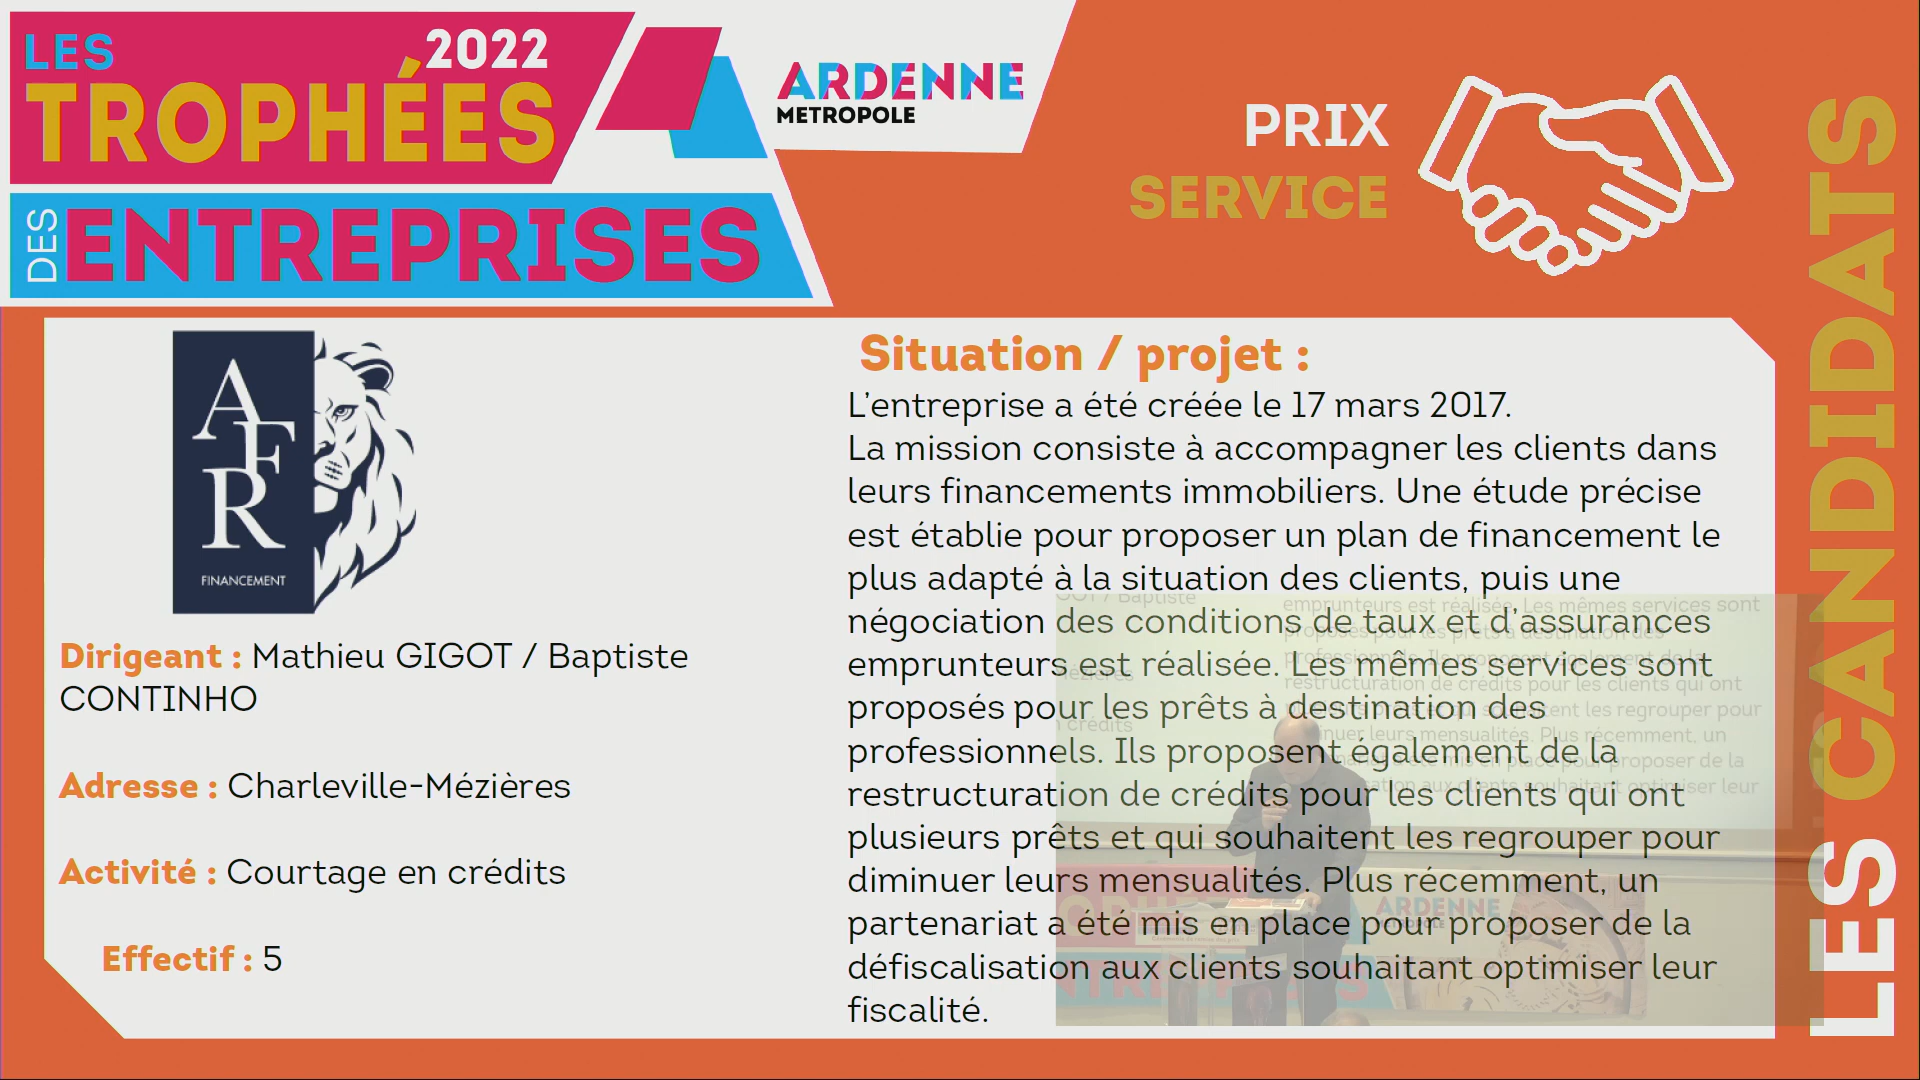 LES
2022
TROPHÉES
DES ENTREPRISES
ARDENNE
METROPOLE
PRIX
SERVICE
LES CANDIDATS
AFR
FINANCEMENT
Dirigeant : Mathieu GIGOT / Baptiste
CONTINHO
Adresse : Charleville-Mézières
Activité : Courtage en crédits
Effectif : 5
Situation / projet :
L'entreprise a été créée le 17 mars 2017.
La mission consiste à accompagner les clients dans
leurs financements immobiliers. Une étude précise
est établie pour proposer un plan de financement le
plus adapté à la situation des clients, puis une
négociation des conditions de taux et d'assurances
emprunteurs est réalisée. Les mêmes services sont
proposés pour les prêts à destination des
professionnels. Ils proposent également de la
restructuration de crédits pour les clients qui ont
plusieurs prêts et qui souhaitent les regrouper pour
diminuer leurs mensualités. Plus récemment, un
partenariat a été mis en place pour proposer de la
défiscalisation aux clients souhaitant optimiser leur
fiscalité.